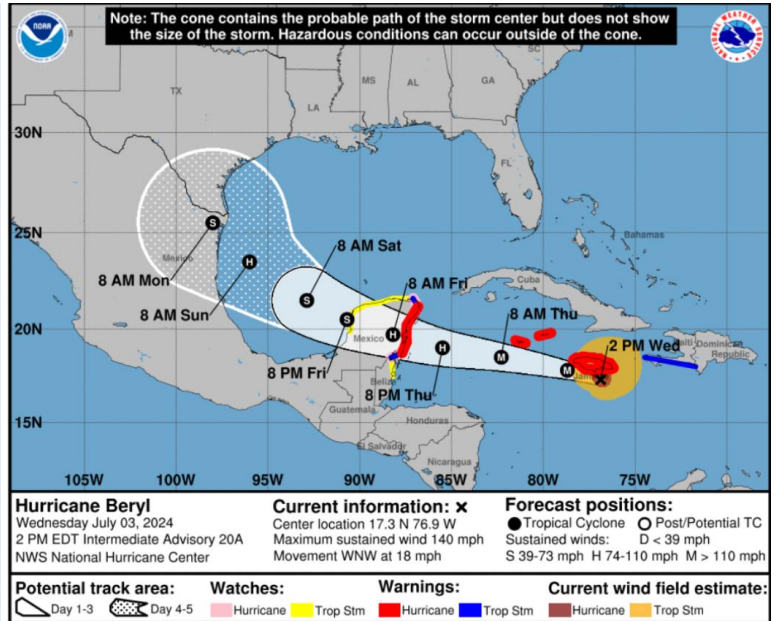 Note: The cone contains the probable path of the storm center but does not show
the size of the storm. Hazardous conditions can occur outside of the cone.
NOAA
NATIONAL WEATHER SERVICE
SC
TX
MS
AL
GA
LA
30N
FL
25N
Bahamas
Mexico
8 AM Sat
8 AM Mon
S
H
8 AM Fri
Cuba
8 AM Sun
S
8 AM Thu
20N
S
H
H
M
2 PM Wed
Mexico
Haiti
Dominican
Republic
8 PM Fri
M
Belize
8 PM Thu
Guatemala
Honduras
15N
El Salvador
Nicaragua
105W
100W
95W
90W
85W
80W
75W
Hurricane Beryl
Wednesday July 03, 2024
2 PM EDT Intermediate Advisory 20A
NWS National Hurricane Center
Current information: x
Center location 17.3 N 76.9 W
Maximum sustained wind 140 mph
Movement WNW at 18 mph
Forecast positions:
Tropical Cyclone Post/Potential TC
Sustained winds: D < 39 mph
S 39-73 mph H 74-110 mph M > 110 mph
Potential track area:
Day 1-3 Day 4-5
Watches:
Hurricane Trop Stm
Warnings:
Hurricane Trop Stm
Current wind field estimate:
Hurricane Trop Stm